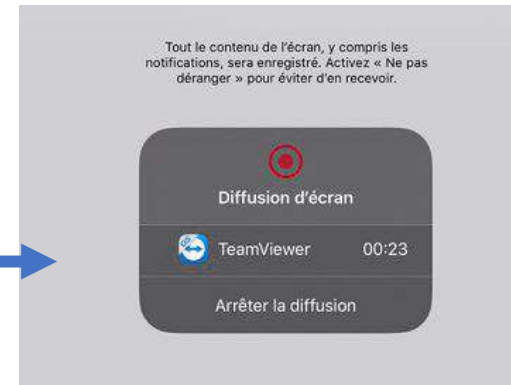 Tout le contenu de l'écran, y compris les
notifications, sera enregistré. Activez « Ne pas
déranger » pour éviter d'en recevoir.
Diffusion d'écran
TeamViewer 00:23
Arrêter la diffusion